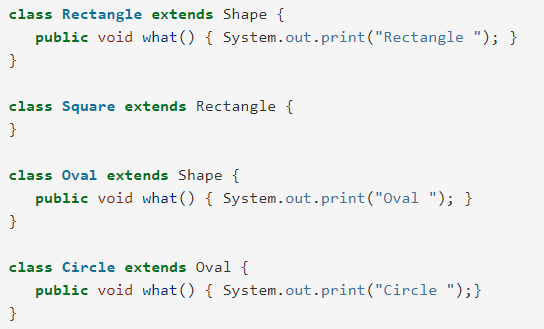 class Rectangle extends Shape {
   public void what() { System.out.print("Rectangle "); }
}

class Square extends Rectangle {
}

class Oval extends Shape {
   public void what() { System.out.print("Oval "); }
}

class Circle extends Oval {
   public void what() { System.out.print("Circle ");}
}